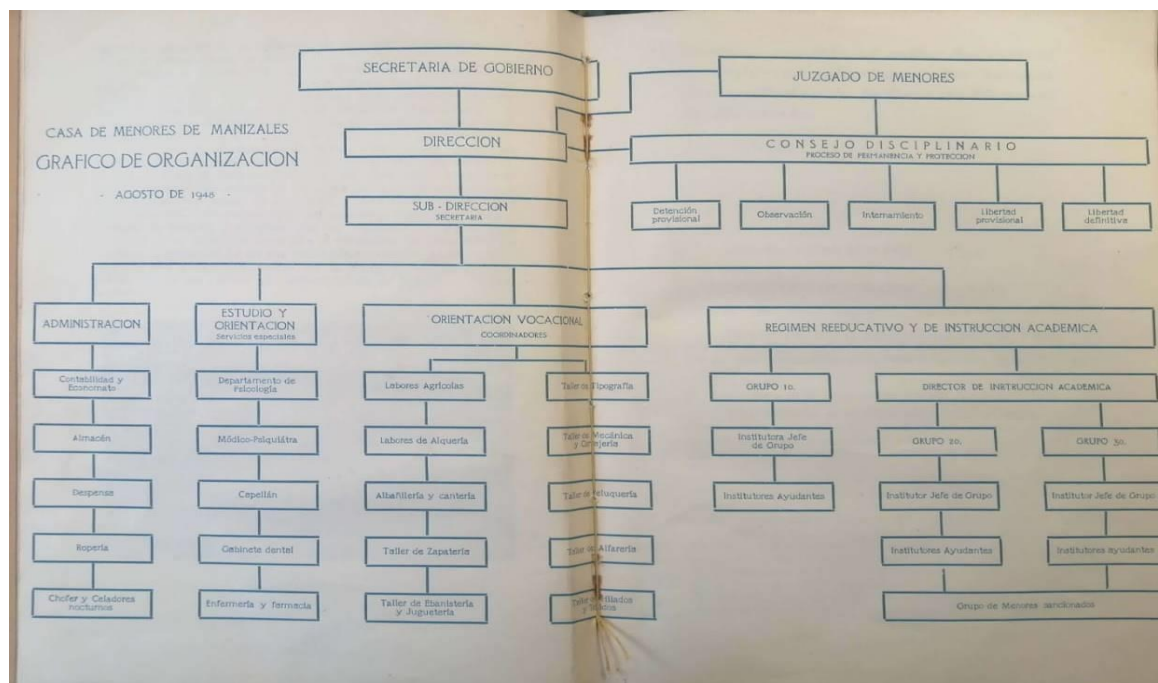 SECRETARIA DE GOBIERNO
JUZGADO DE MENORES
CASA DE MENORES DE MANIZALES
GRAFICO DE ORGANIZACION
- AGOSTO DE 1948 -
DIRECCION
CONSEJO DISCIPLINARIO
PROCESO DE PERMANENCIA Y PROTECCION
SUB - DIRECCION
SECRETARIA
Detención
provisional
Observación
Internamiento
Libertad
provisional
Libertad
definitiva
ADMINISTRACION
Contabilidad y
Economato
Almacén
Despensa
Ropería
Chofer y Celadores
nocturnos
ESTUDIO Y
ORIENTACION
Servicios especiales
Departamento de
Psicología
Médico-Psiquiátra
Capellán
Gabinete dental
Enfermería y farmacia
ORIENTACION VOCACIONAL
COORDINADORES
Labores Agrícolas
Labores de Alquería
Albañilería y cantería
Taller de Zapatería
Taller de Ebanistería
y Juguetería
Taller de Tipografía
Taller de Mecánica
y
Taller de Peluquería
Taller de Alfarería
Taller de
y
REGIMEN REEDUCATIVO Y DE INSTRUCCION ACADEMICA
GRUPO 1o.
Institutora Jefe
de Grupo
Institutores Ayudantes
DIRECTOR DE INSTRUCCION ACADEMICA
GRUPO 2o.
Institutor Jefe de Grupo
Institutores Ayudantes
GRUPO 3o.
Institutor Jefe de Grupo
Institutores ayudantes
Grupo de Menores sancionados